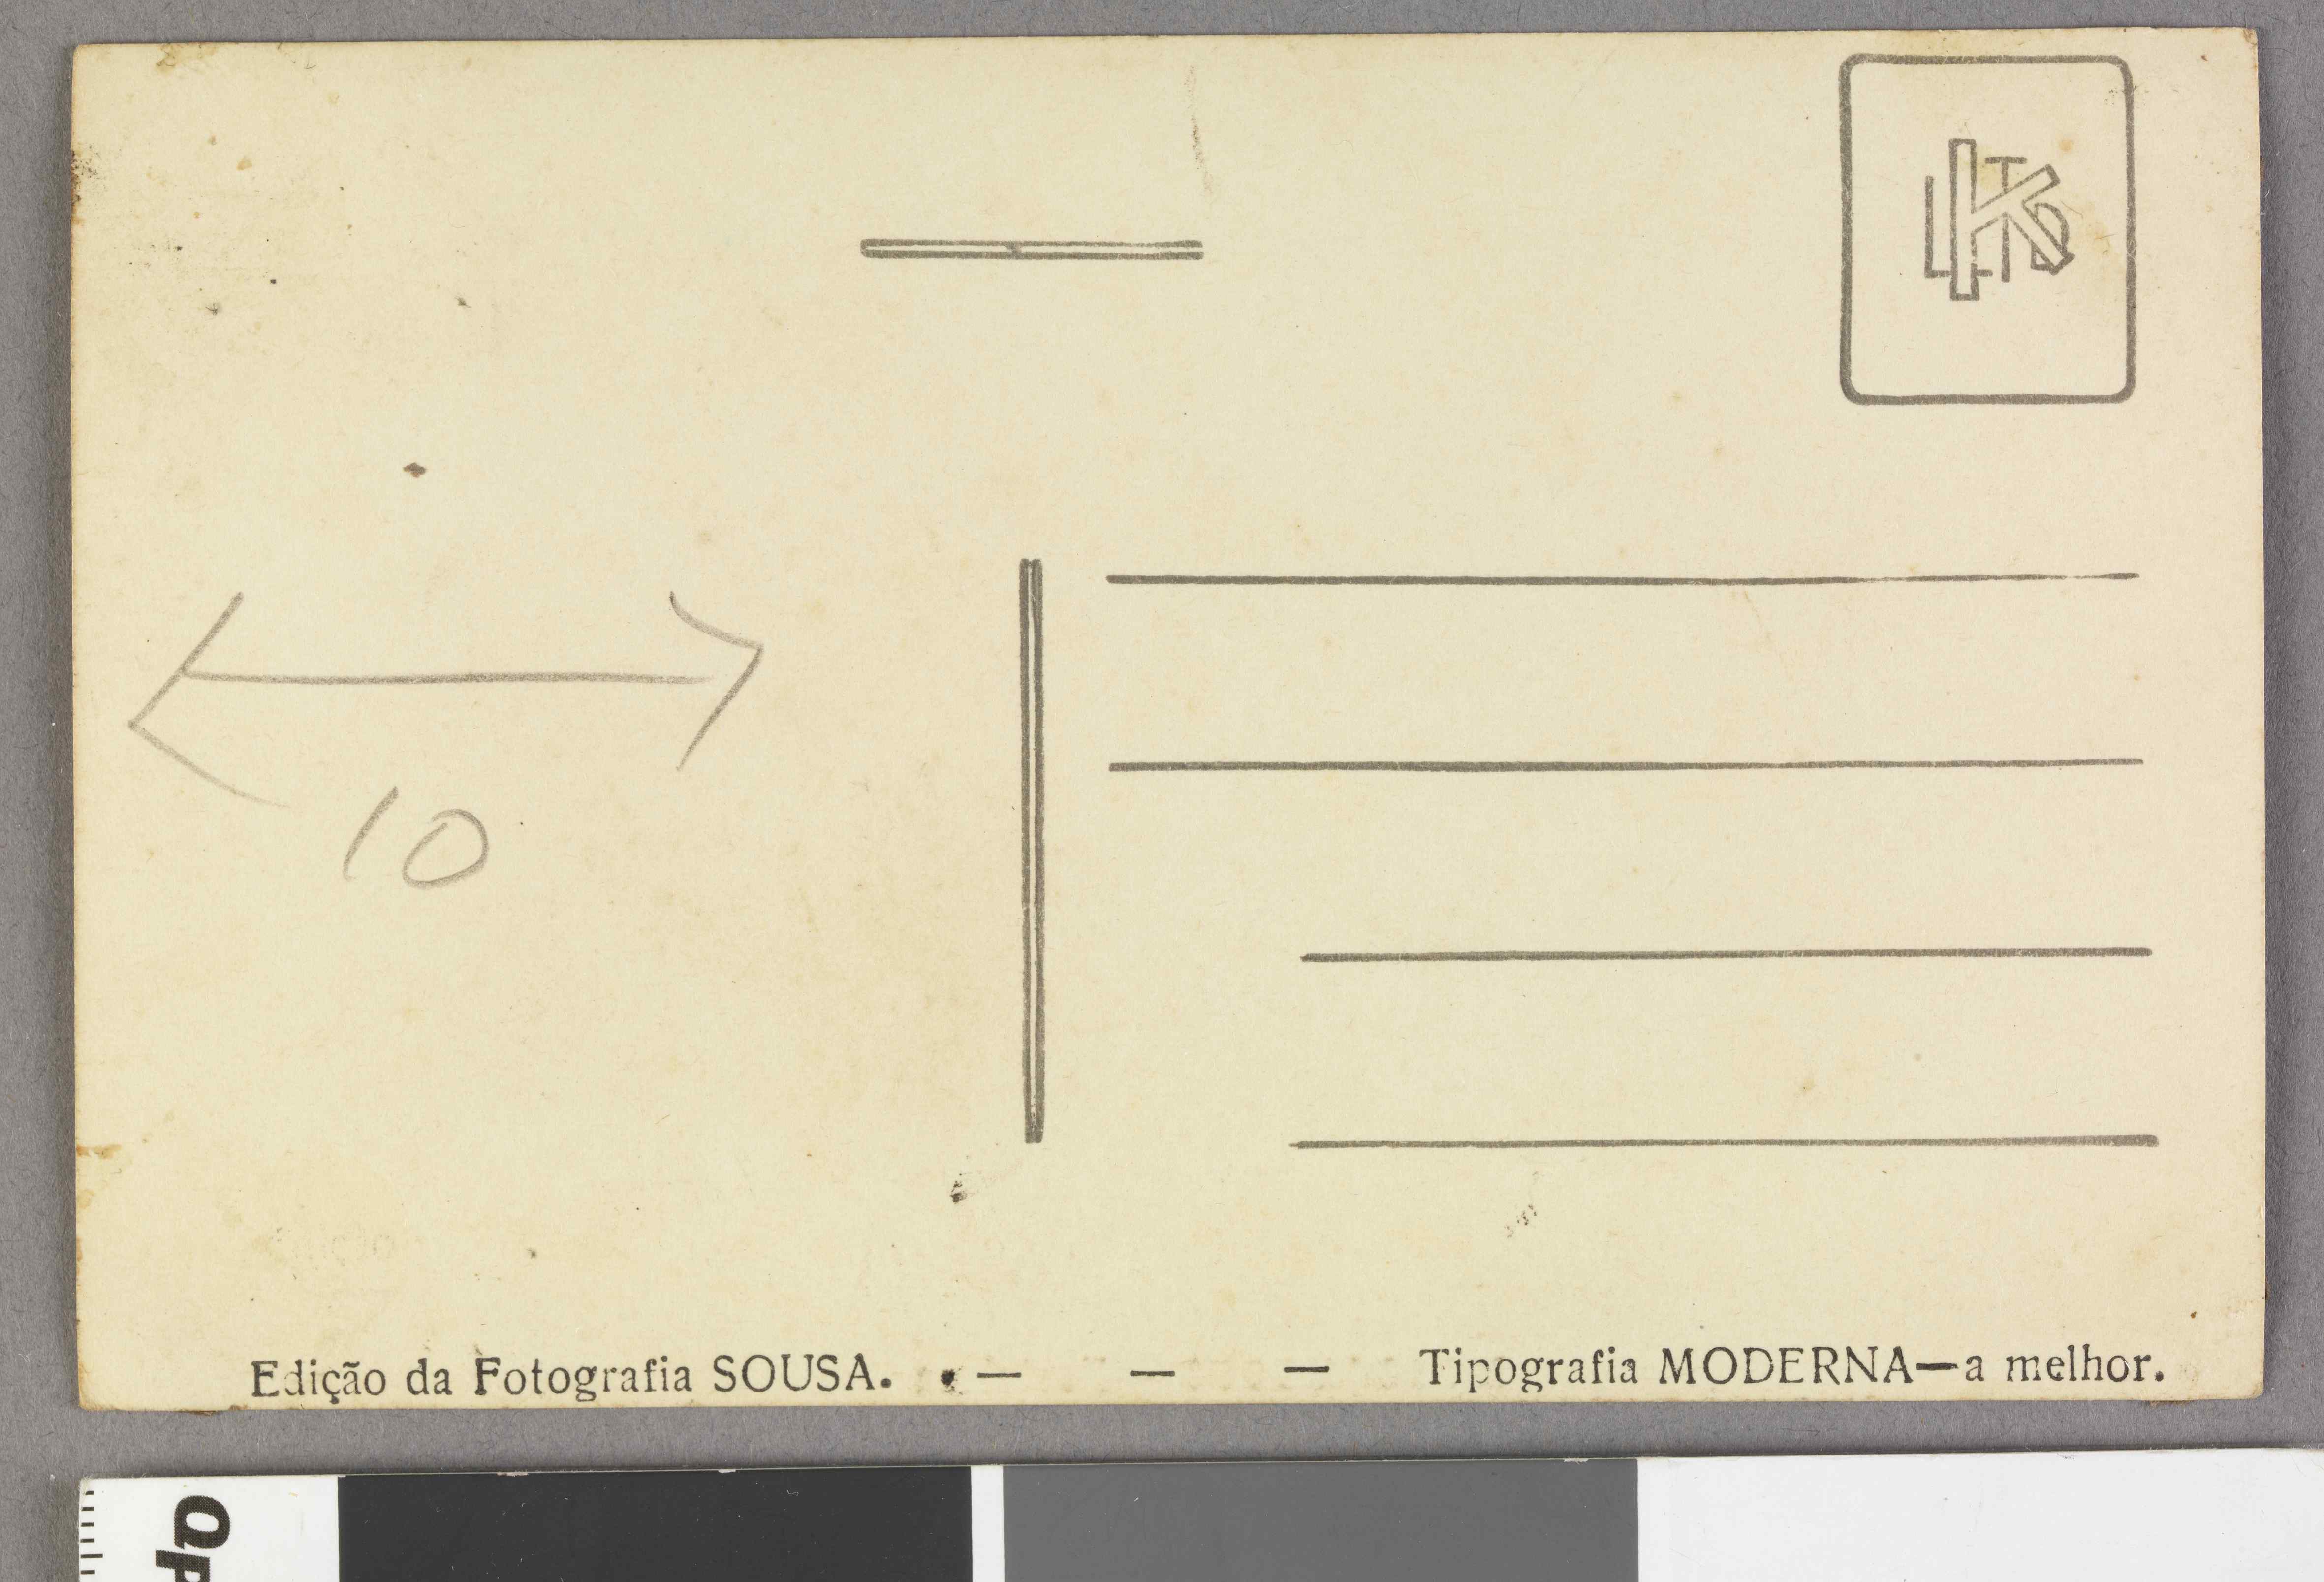 10
Edição da Fotografia SOUSA. • — — — Tipografia MODERNA—a melhor.